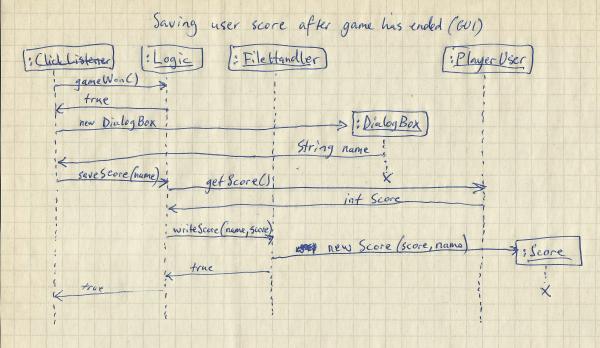 Saving user score after game has ended (GUI)
:ClickListener :Logic :FileHandler :PlayerUser
gameWon()
true
new DialogBox :DialogBox
String name
saveScore(name) getScore()
int Score
writeScore(name,score)
new Score (score,name) :Score
true
true